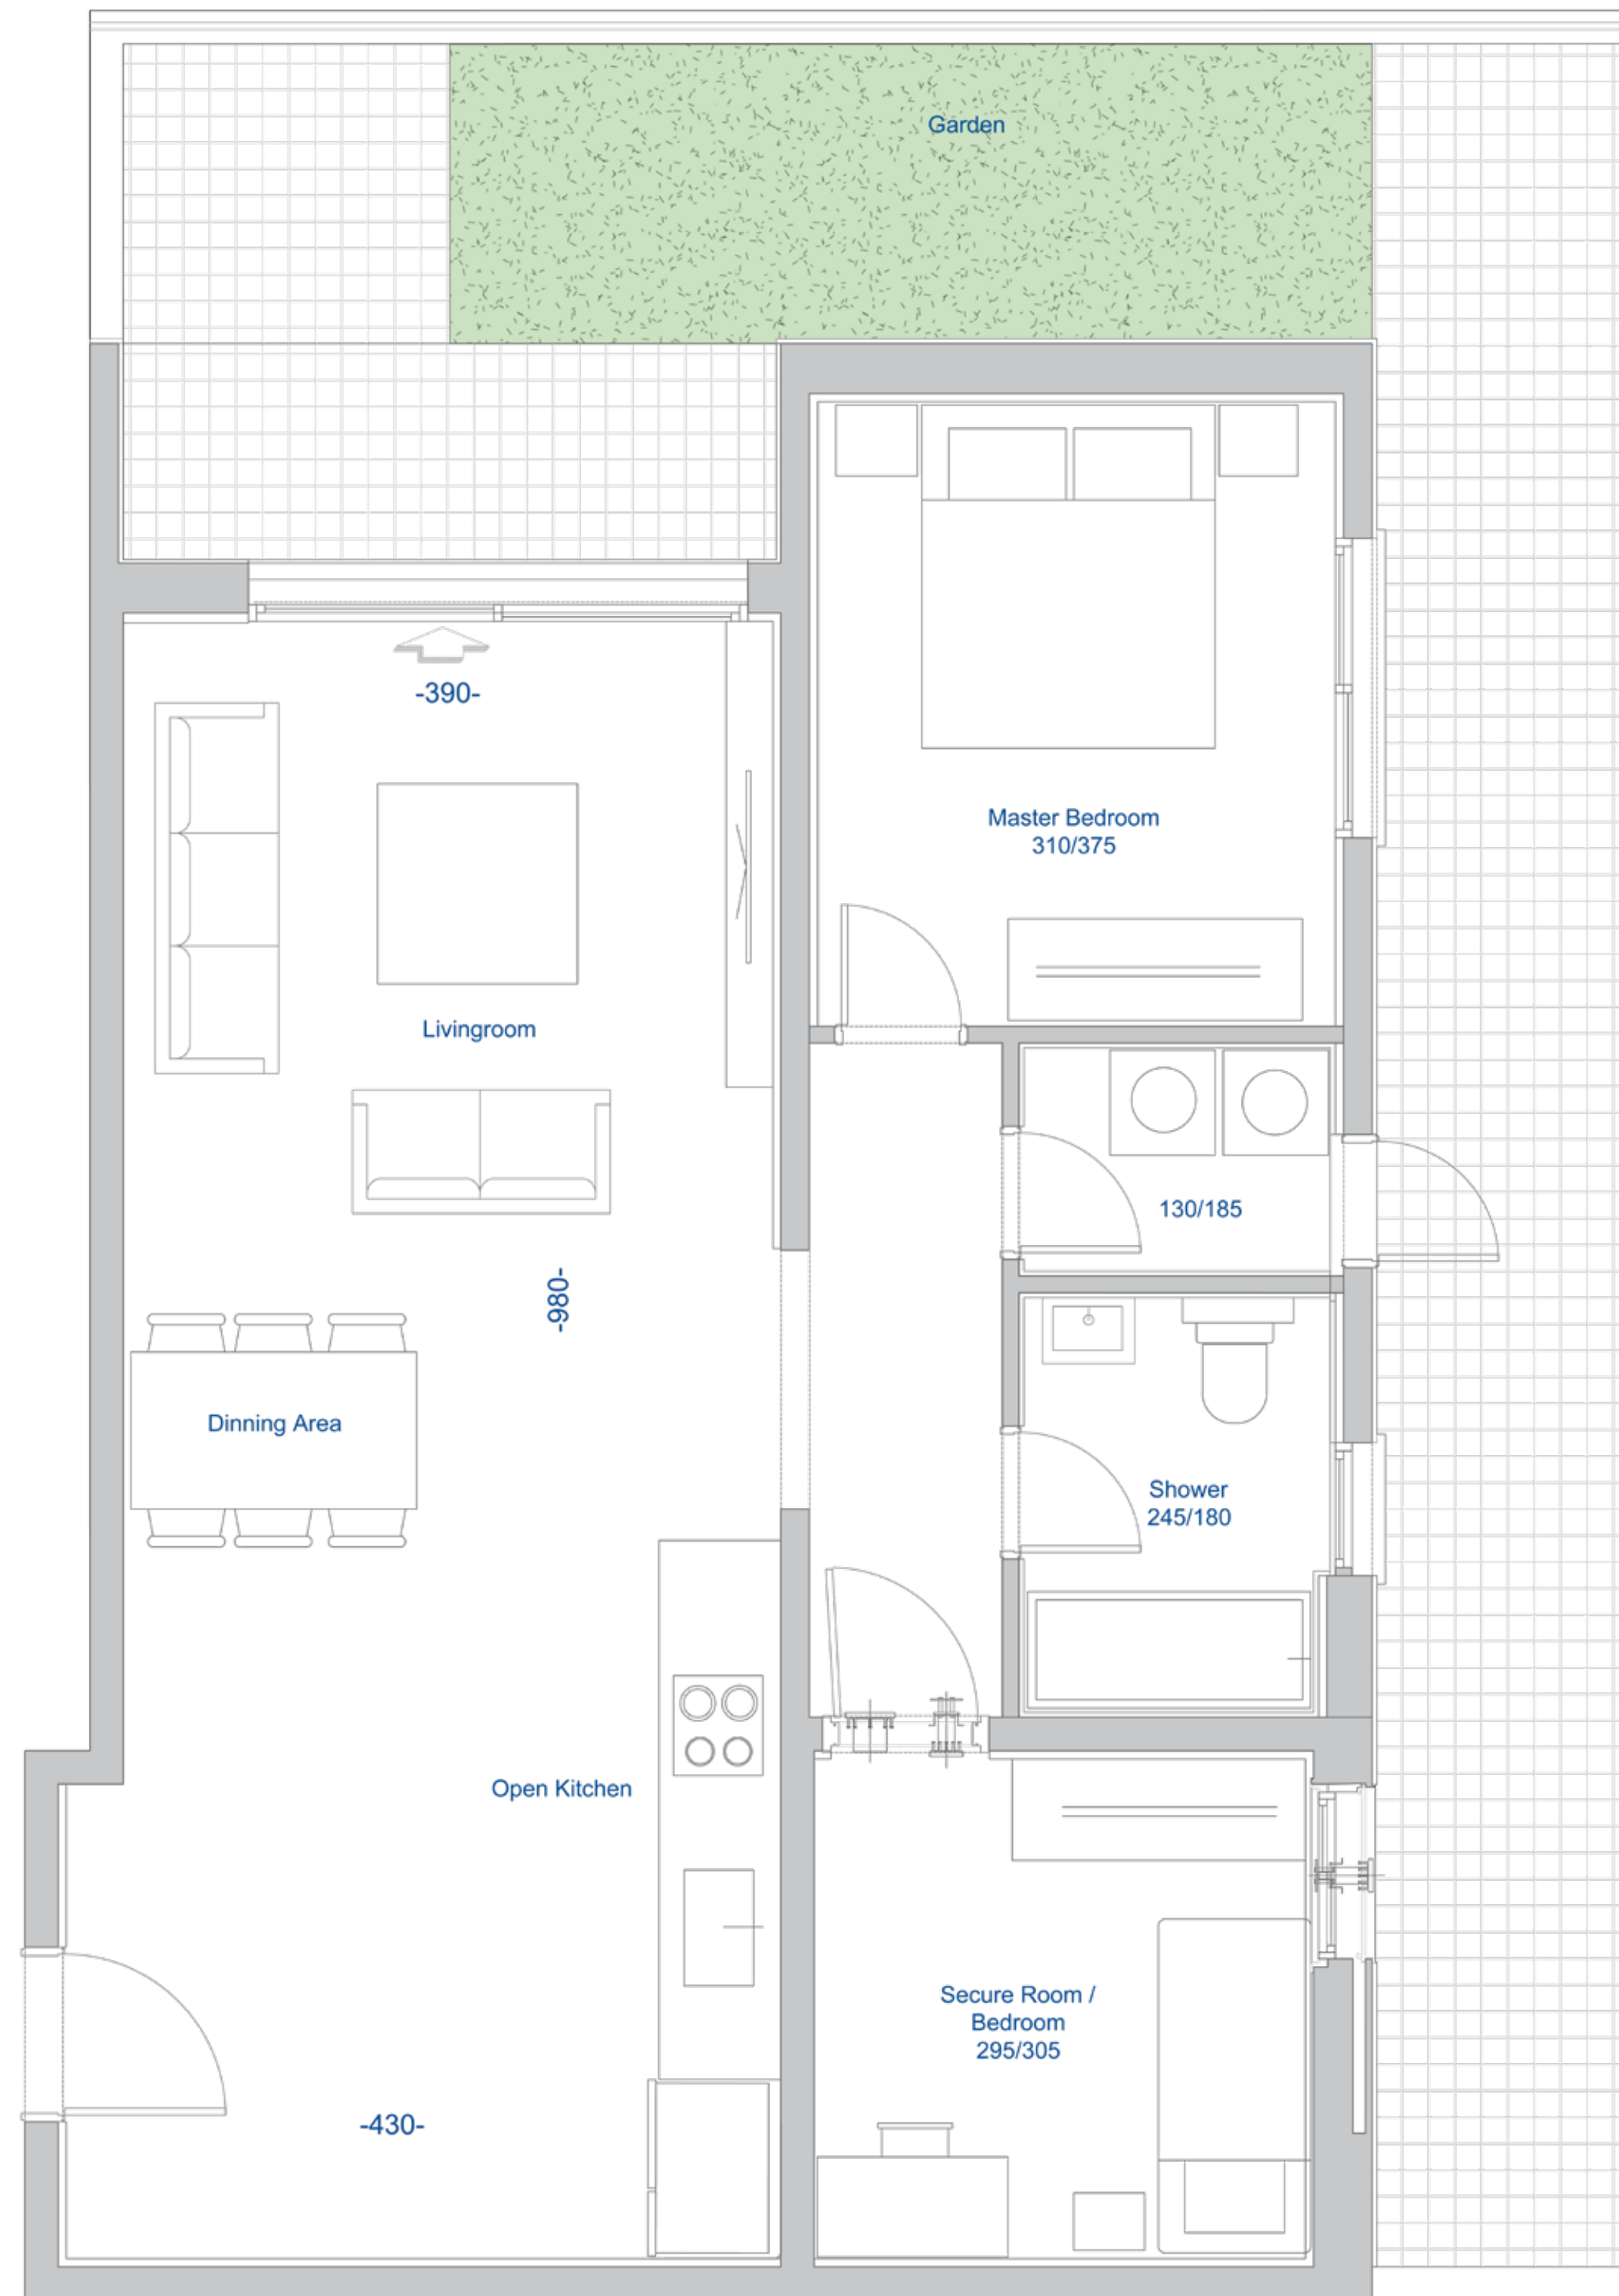 Garden
-390-
Master Bedroom
310/375
Livingroom
130/185
-980-
Dinning Area
Shower
245/180
Open Kitchen
Secure Room /
Bedroom
295/305
-430-